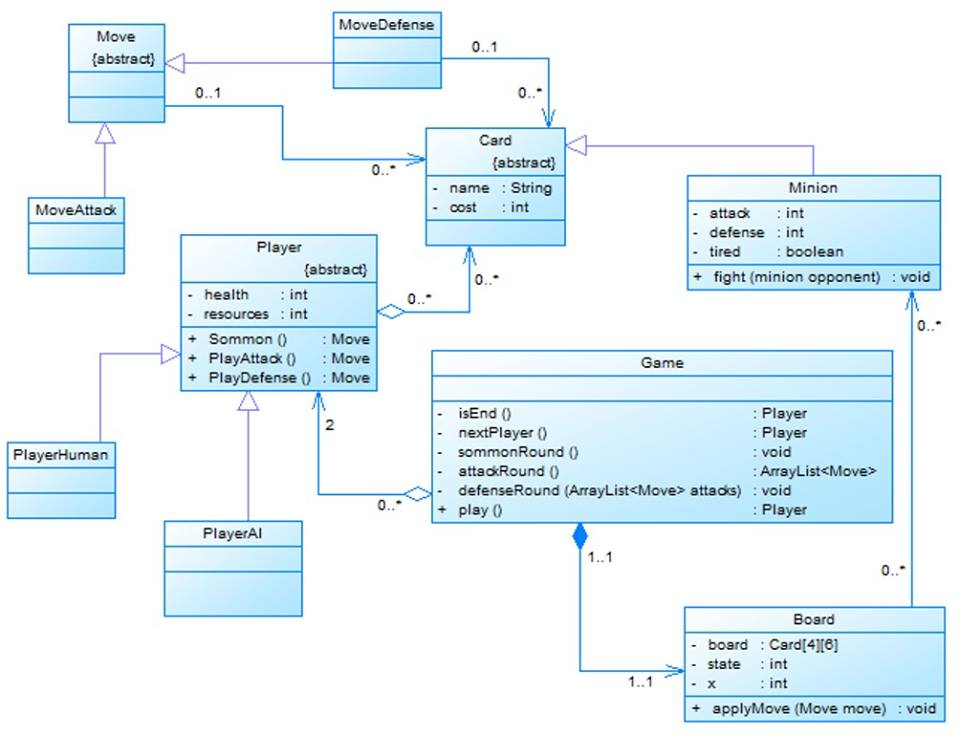 Move
{abstract}
MoveDefense
0..1
0..*
0..1
0..*
Card
{abstract}
- name : String
- cost : int
Minion
- attack : int
- defense : int
- tired : boolean
+ fight (minion opponent) : void
MoveAttack
Player
{abstract}
- health : int
- resources : int
+ Sommon () : Move
+ PlayAttack () : Move
+ PlayDefense () : Move
0..*
0..*
0..*
Game
- isEnd () : Player
- nextPlayer () : Player
- sommonRound () : void
- attackRound () : ArrayList<Move>
- defenseRound (ArrayList<Move> attacks) : void
+ play () : Player
2
0..*
PlayerHuman
PlayerAI
1..1
0..*
1..1
Board
- board : Card[4][6]
- state : int
- x : int
+ applyMove (Move move) : void